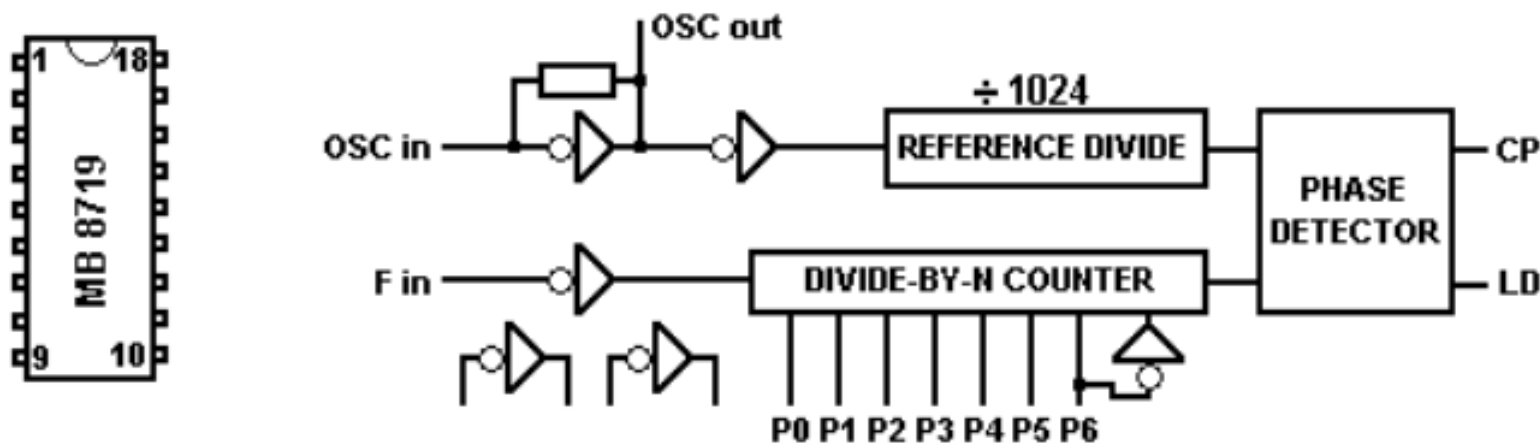 1 18
MB 8719
9 10
OSC out
÷ 1024
OSC in
REFERENCE DIVIDE
CP
PHASE
DETECTOR
F in
DIVIDE-BY-N COUNTER
LD
P0 P1 P2 P3 P4 P5 P6